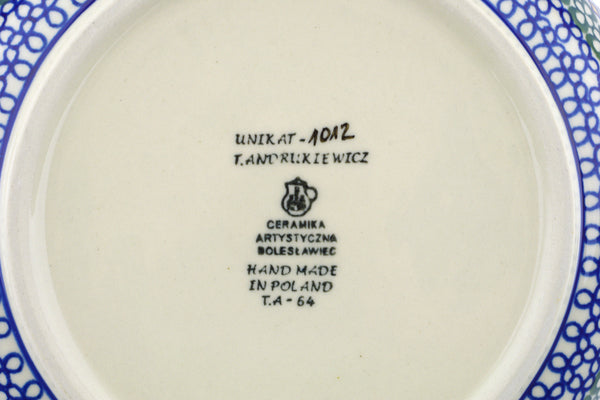 UNIKAT-1012
T.ANDRUKIEWICZ
CERAMIKA
ARTYSTYCZNA
BOLESŁAWIEC
HAND MADE
IN POLAND
T.A-64